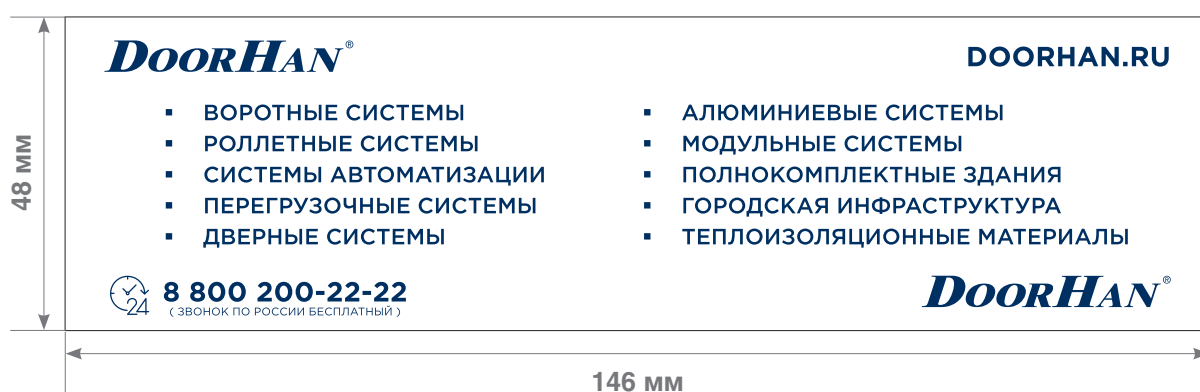 DOORHAN®
DOORHAN.RU
▪ ВОРОТНЫЕ СИСТЕМЫ
▪ РОЛЛЕТНЫЕ СИСТЕМЫ
▪ СИСТЕМЫ АВТОМАТИЗАЦИИ
▪ ПЕРЕГРУЗОЧНЫЕ СИСТЕМЫ
▪ ДВЕРНЫЕ СИСТЕМЫ
▪ АЛЮМИНИЕВЫЕ СИСТЕМЫ
▪ МОДУЛЬНЫЕ СИСТЕМЫ
▪ ПОЛНОКОМПЛЕКТНЫЕ ЗДАНИЯ
▪ ГОРОДСКАЯ ИНФРАСТРУКТУРА
▪ ТЕПЛОИЗОЛЯЦИОННЫЕ МАТЕРИАЛЫ
24
8 800 200-22-22
( ЗВОНОК ПО РОССИИ БЕСПЛАТНЫЙ )
DOORHAN®
48 мм
146 мм